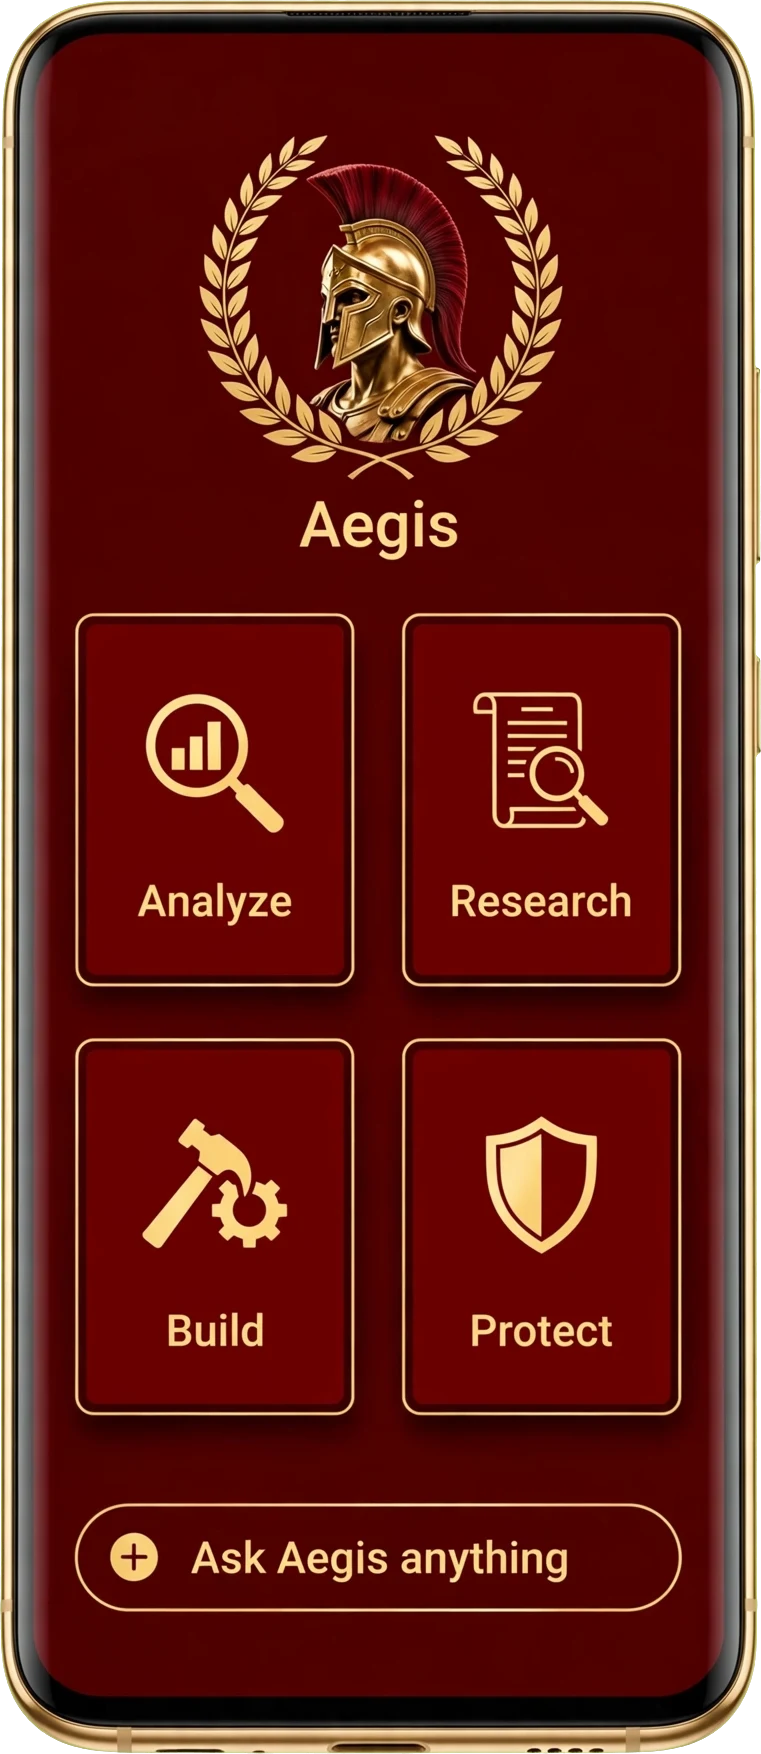 Aegis
Analyze
Research
Build
Protect
Ask Aegis anything